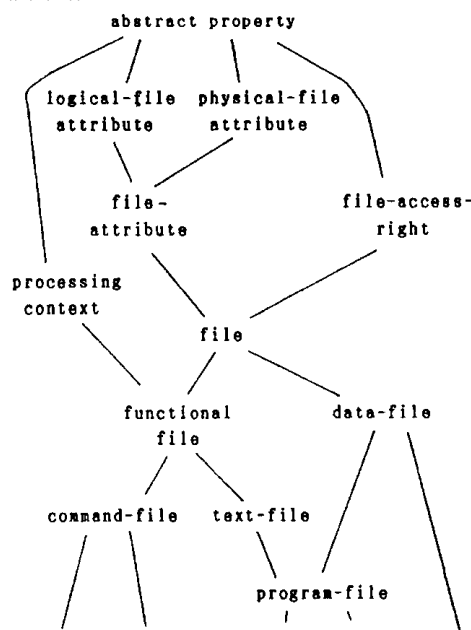 abstract property
logical-file physical-file
attribute attribute
file-
attribute
file-access-
right
processing
context
file
functional
file
data-file
command-file text-file
program-file